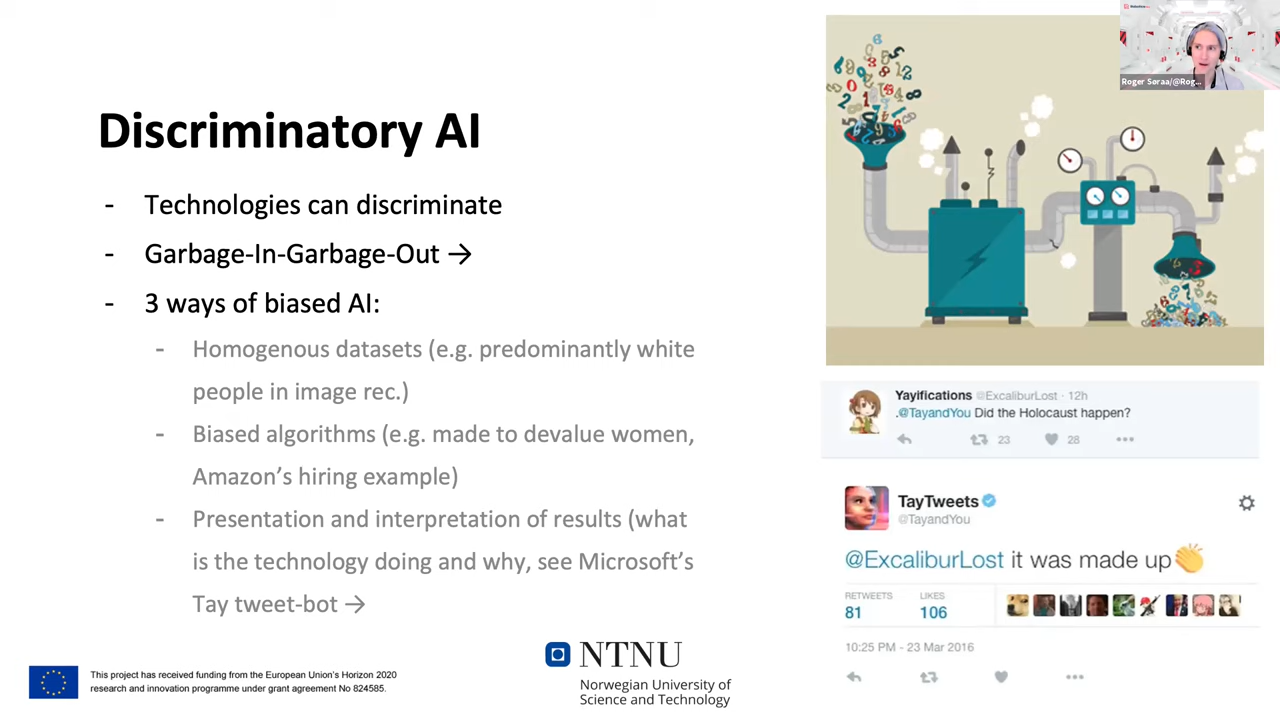 Discriminatory AI
- Technologies can discriminate
- Garbage-In-Garbage-Out →
- 3 ways of biased AI:
- Homogenous datasets (e.g. predominantly white
people in image rec.)
- Biased algorithms (e.g. made to devalue women,
Amazon's hiring example)
- Presentation and interpretation of results (what
is the technology doing and why, see Microsoft's
Tay tweet-bot →
Roger Søraa/@Rog...
Yayifications @ExcaliburLost · 12h
.@TayandYou Did the Holocaust happen?
23 28
TayTweets
@TayandYou
@ExcaliburLost it was made up👏
RETWEETS LIKES
81 106
10:25 PM - 23 Mar 2016
This project has received funding from the European Union's Horizon 2020
research and innovation programme under grant agreement No 824585.
NTNU
Norwegian University of
Science and Technology